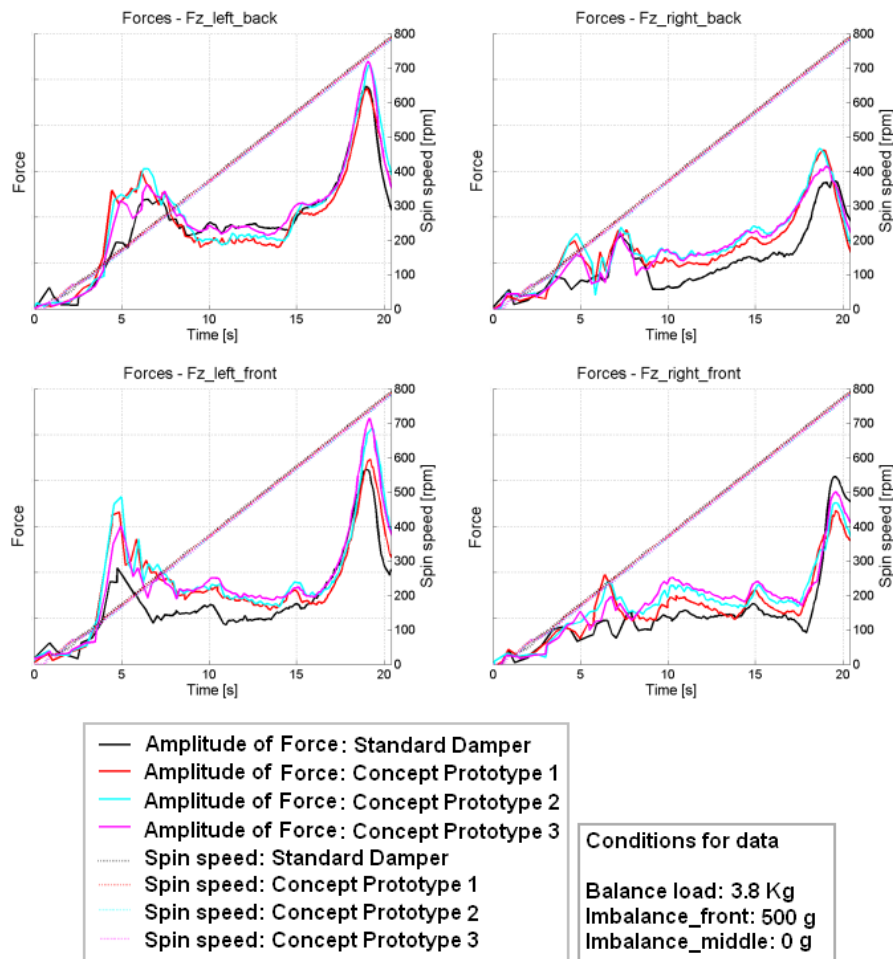 Forces - Fz_left_back
Forces - Fz_right_back
800
700
600
500
400
300
200
100
0
Force
Spin speed [rpm]
0 5 10 15 20
Time [s]
800
700
600
500
400
300
200
100
0
Force
Spin speed [rpm]
0 5 10 15 20
Time [s]
Forces - Fz_left_front
Forces - Fz_right_front
800
700
600
500
400
300
200
100
0
Force
Spin speed [rpm]
0 5 10 15 20
Time [s]
800
700
600
500
400
300
200
100
0
Force
Spin speed [rpm]
0 5 10 15 20
Time [s]
Amplitude of Force: Standard Damper
Amplitude of Force: Concept Prototype 1
Amplitude of Force: Concept Prototype 2
Amplitude of Force: Concept Prototype 3
Spin speed: Standard Damper
Spin speed: Concept Prototype 1
Spin speed: Concept Prototype 2
Spin speed: Concept Prototype 3
Conditions for data
Balance load: 3.8 Kg
Imbalance_front: 500 g
Imbalance_middle: 0 g